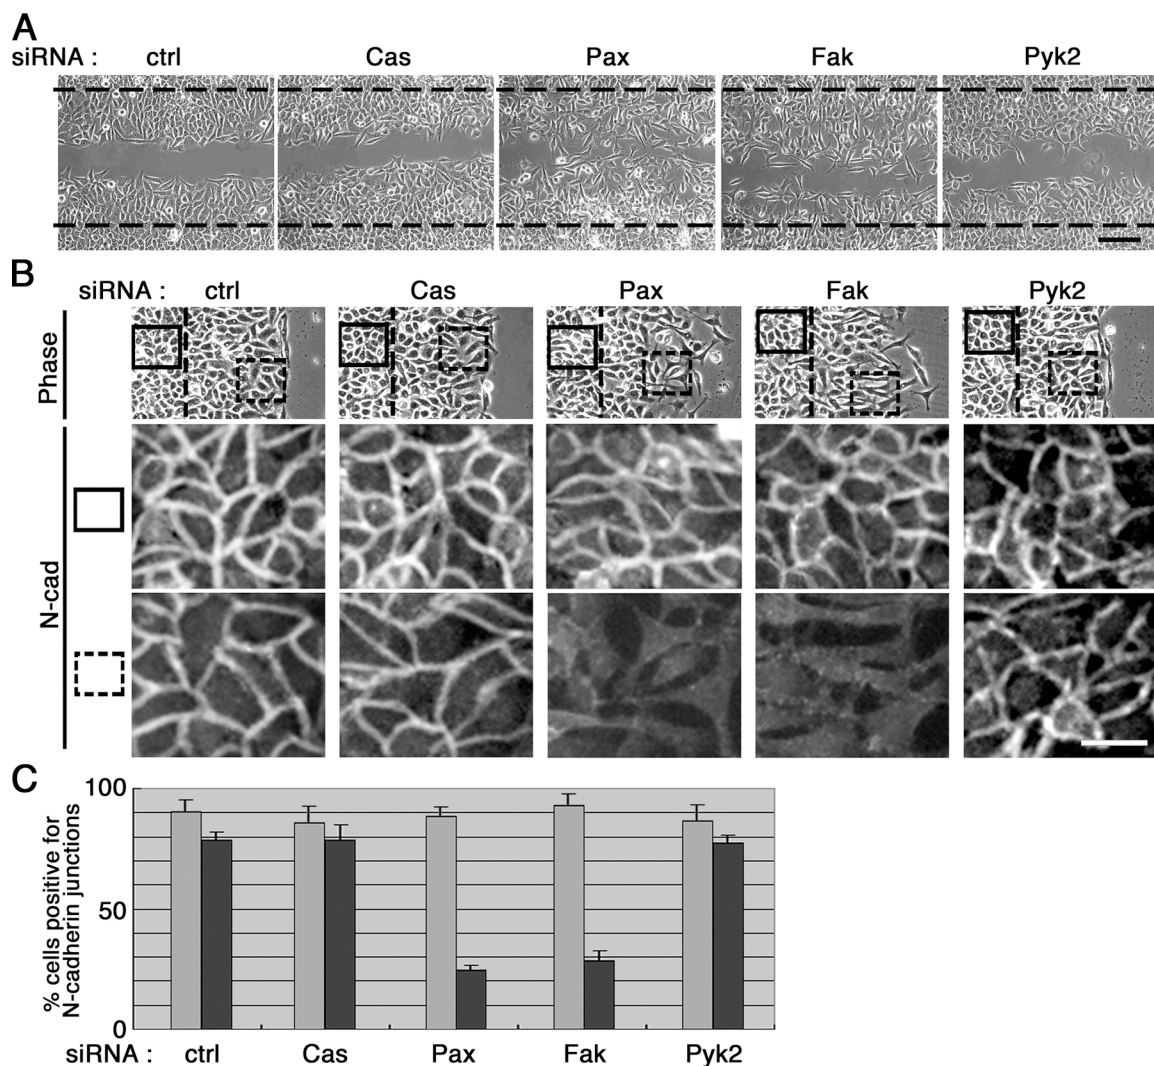 A
siRNA : ctrl Cas Pax Fak Pyk2
B
siRNA : ctrl Cas Pax Fak Pyk2
Phase
N-cad
C
% cells positive for
N-cadherin junctions
100
50
0
siRNA : ctrl Cas Pax Fak Pyk2